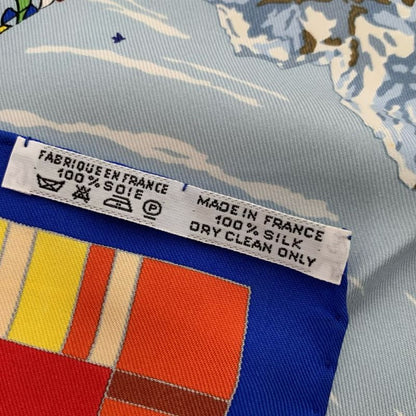 FABRIQUE EN FRANCE
100% SOIE
P
MADE IN FRANCE
100% SILK
DRY CLEAN ONLY